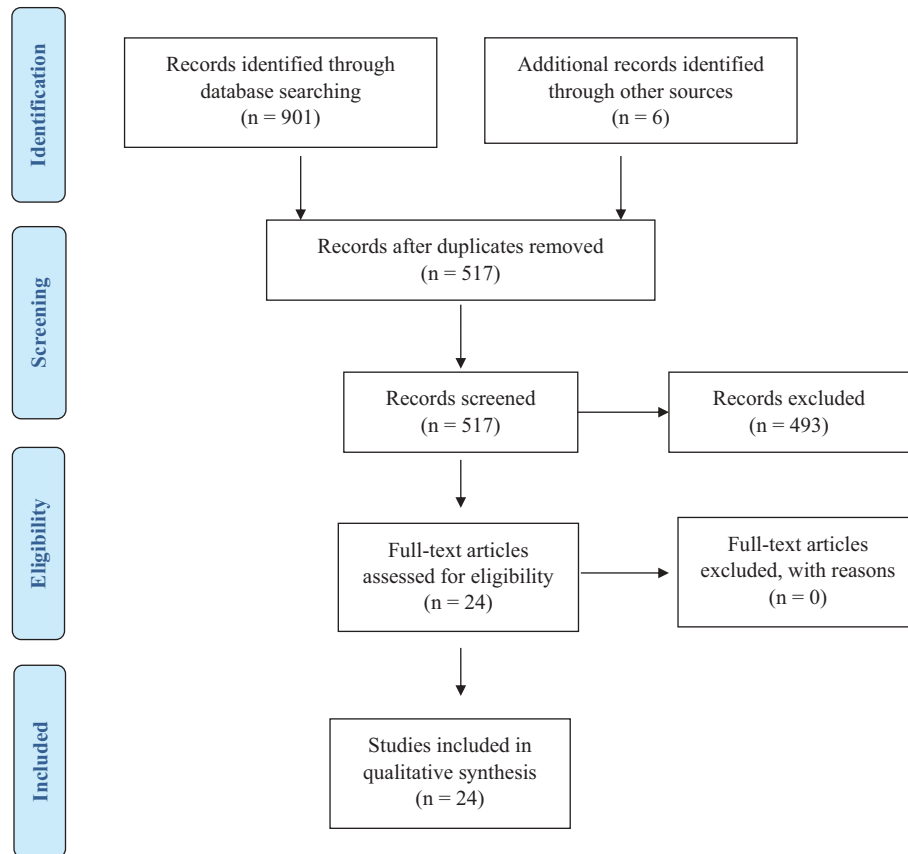 Identification
Records identified through
database searching
(n = 901)
Additional records identified
through other sources
(n = 6)
Screening
Records after duplicates removed
(n = 517)
Records screened
(n = 517)
Records excluded
(n = 493)
Eligibility
Full-text articles
assessed for eligibility
(n = 24)
Full-text articles
excluded, with reasons
(n = 0)
Included
Studies included in
qualitative synthesis
(n = 24)